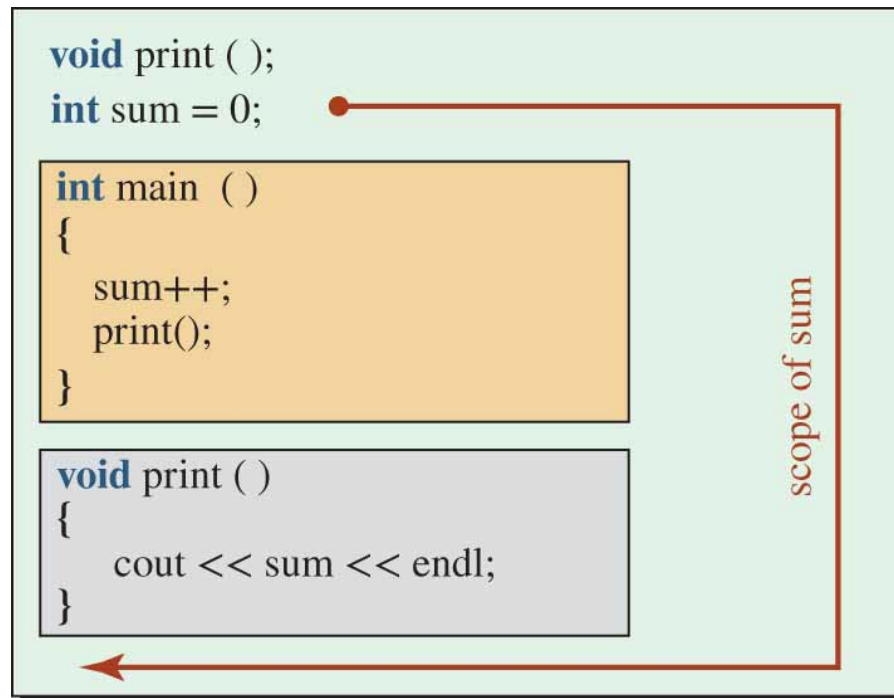 void print ( );
int sum = 0;
int main ( )
{
sum++;
print();
}
void print ( )
{
cout << sum << endl;
}
scope of sum